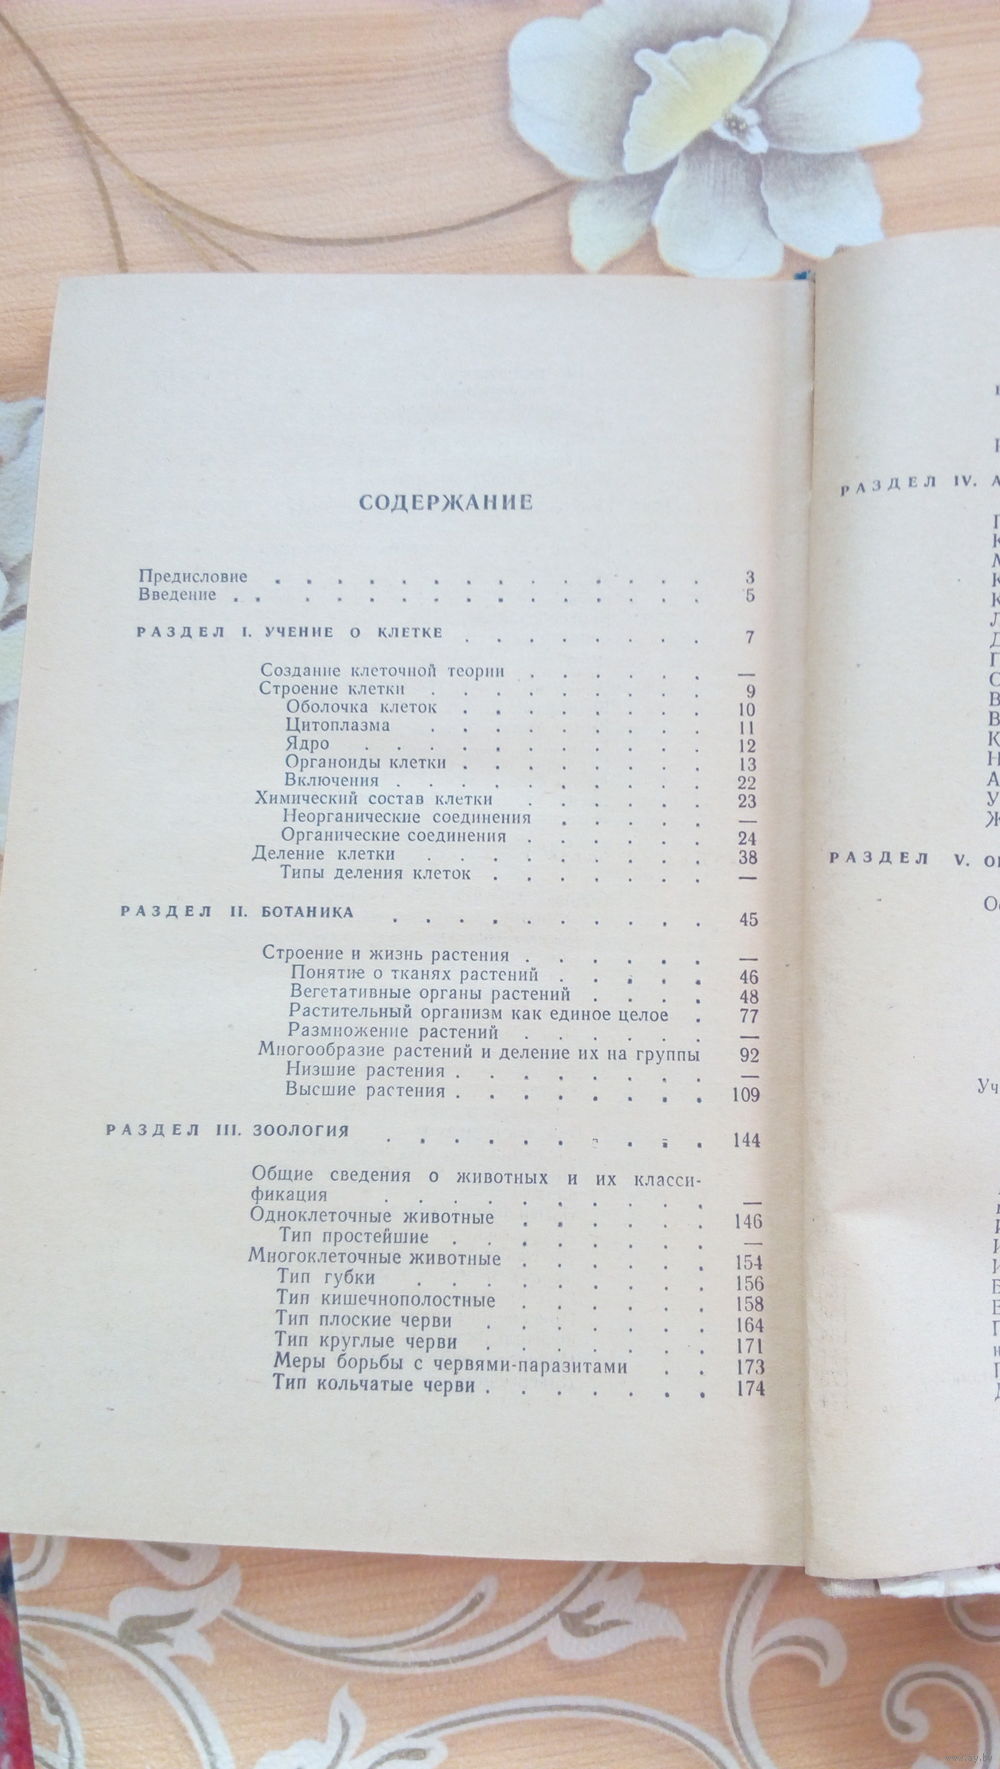 СОДЕРЖАНИЕ
Предисловие . . . . . . . . . . . . . . 3
Введение . . . . . . . . . . . . . . 5
РАЗДЕЛ I. УЧЕНИЕ О КЛЕТКЕ . . . . . . . . 7
Создание клеточной теории . . . . . . —
Строение клетки . . . . . . . . . 9
Оболочка клеток . . . . . . . . 10
Цитоплазма . . . . . . . . . 11
Ядро . . . . . . . . . . . 12
Органоиды клетки . . . . . . . . 13
Включения . . . . . . . . . . 22
Химический состав клетки . . . . . . 23
Неорганические соединения . . . . . —
Органические соединения . . . . . . 24
Деление клетки . . . . . . . . . 38
Типы деления клеток . . . . . . . —
РАЗДЕЛ II. БОТАНИКА . . . . . . . . . . 45
Строение и жизнь растения . . . . . . —
Понятие о тканях растений . . . . . 46
Вегетативные органы растений . . . . 48
Растительный организм как единое целое . 77
Размножение растений . . . . . . —
Многообразие растений и деление их на группы 92
Низшие растения . . . . . . . . —
Высшие растения . . . . . . . . 109
РАЗДЕЛ III. ЗООЛОГИЯ . . . . . . . . . . 144
Общие сведения о животных и их класси-
фикация . . . . . . . . . . —
Одноклеточные животные . . . . . . 146
Тип простейшие . . . . . . . . —
Многоклеточные животные . . . . . . 154
Тип губки . . . . . . . . . 156
Тип кишечнополостные . . . . . . 158
Тип плоские черви . . . . . . . 164
Тип круглые черви . . . . . . . 171
Меры борьбы с червями-паразитами . . 173
Тип кольчатые черви . . . . . . . 174
РАЗДЕЛ IV. А
РАЗДЕЛ V.
Уч